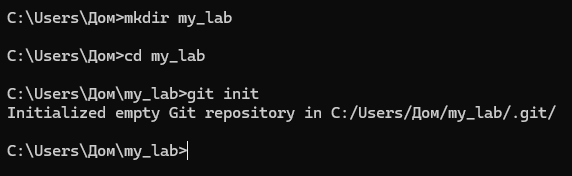 C:\Users\Дом>mkdir my_lab
C:\Users\Дом>cd my_lab
C:\Users\Дом\my_lab>git init
Initialized empty Git repository in C:/Users/Дом/my_lab/.git/
C:\Users\Дом\my_lab>